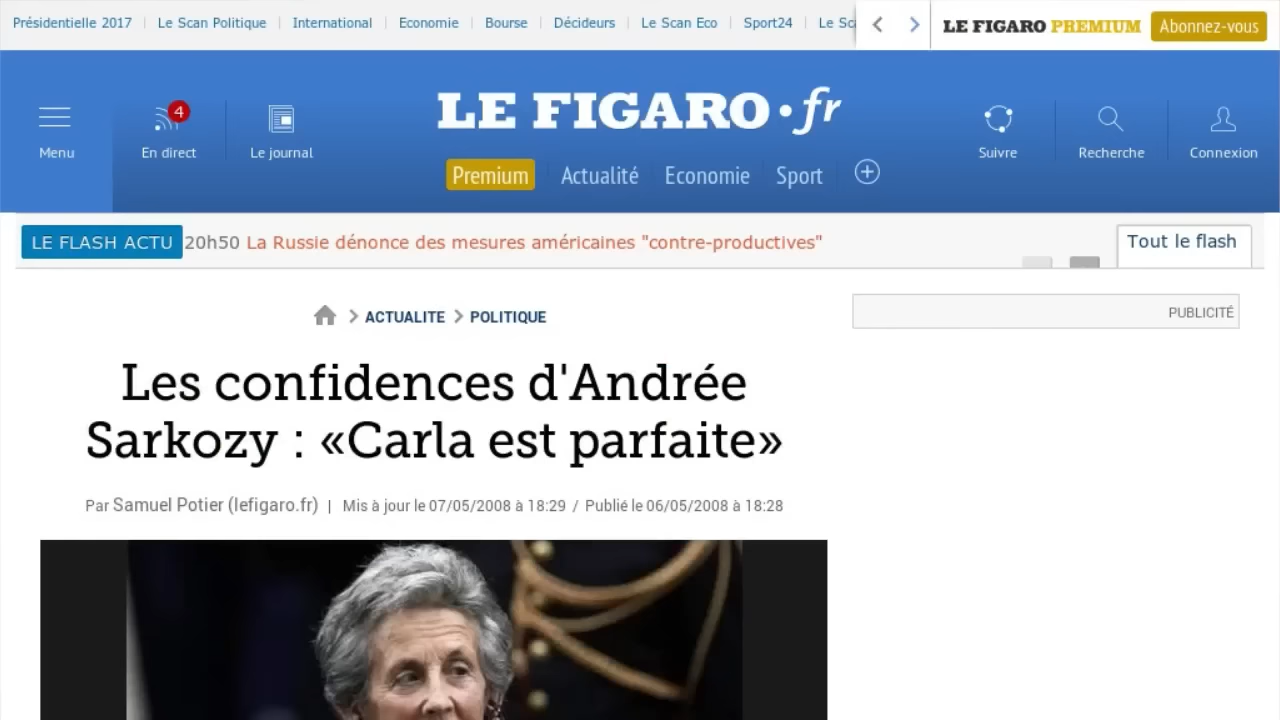 Présidentielle 2017 Le Scan Politique International Economie Bourse Décideurs Le Scan Eco Sport24 Le
LE FIGARO PREMIUM Abonnez-vous
4
Menu En direct Le journal
LE FIGARO.fr
Suivre Recherche Connexion
Premium Actualité Economie Sport
LE FLASH ACTU 20h50 La Russie dénonce des mesures américaines "contre-productives" Tout le flash
ACTUALITE POLITIQUE
PUBLICITÉ
Les confidences d'Andrée
Sarkozy : «Carla est parfaite»
Par Samuel Potier (lefigaro.fr) | Mis à jour le 07/05/2008 à 18:29 / Publié le 06/05/2008 à 18:28